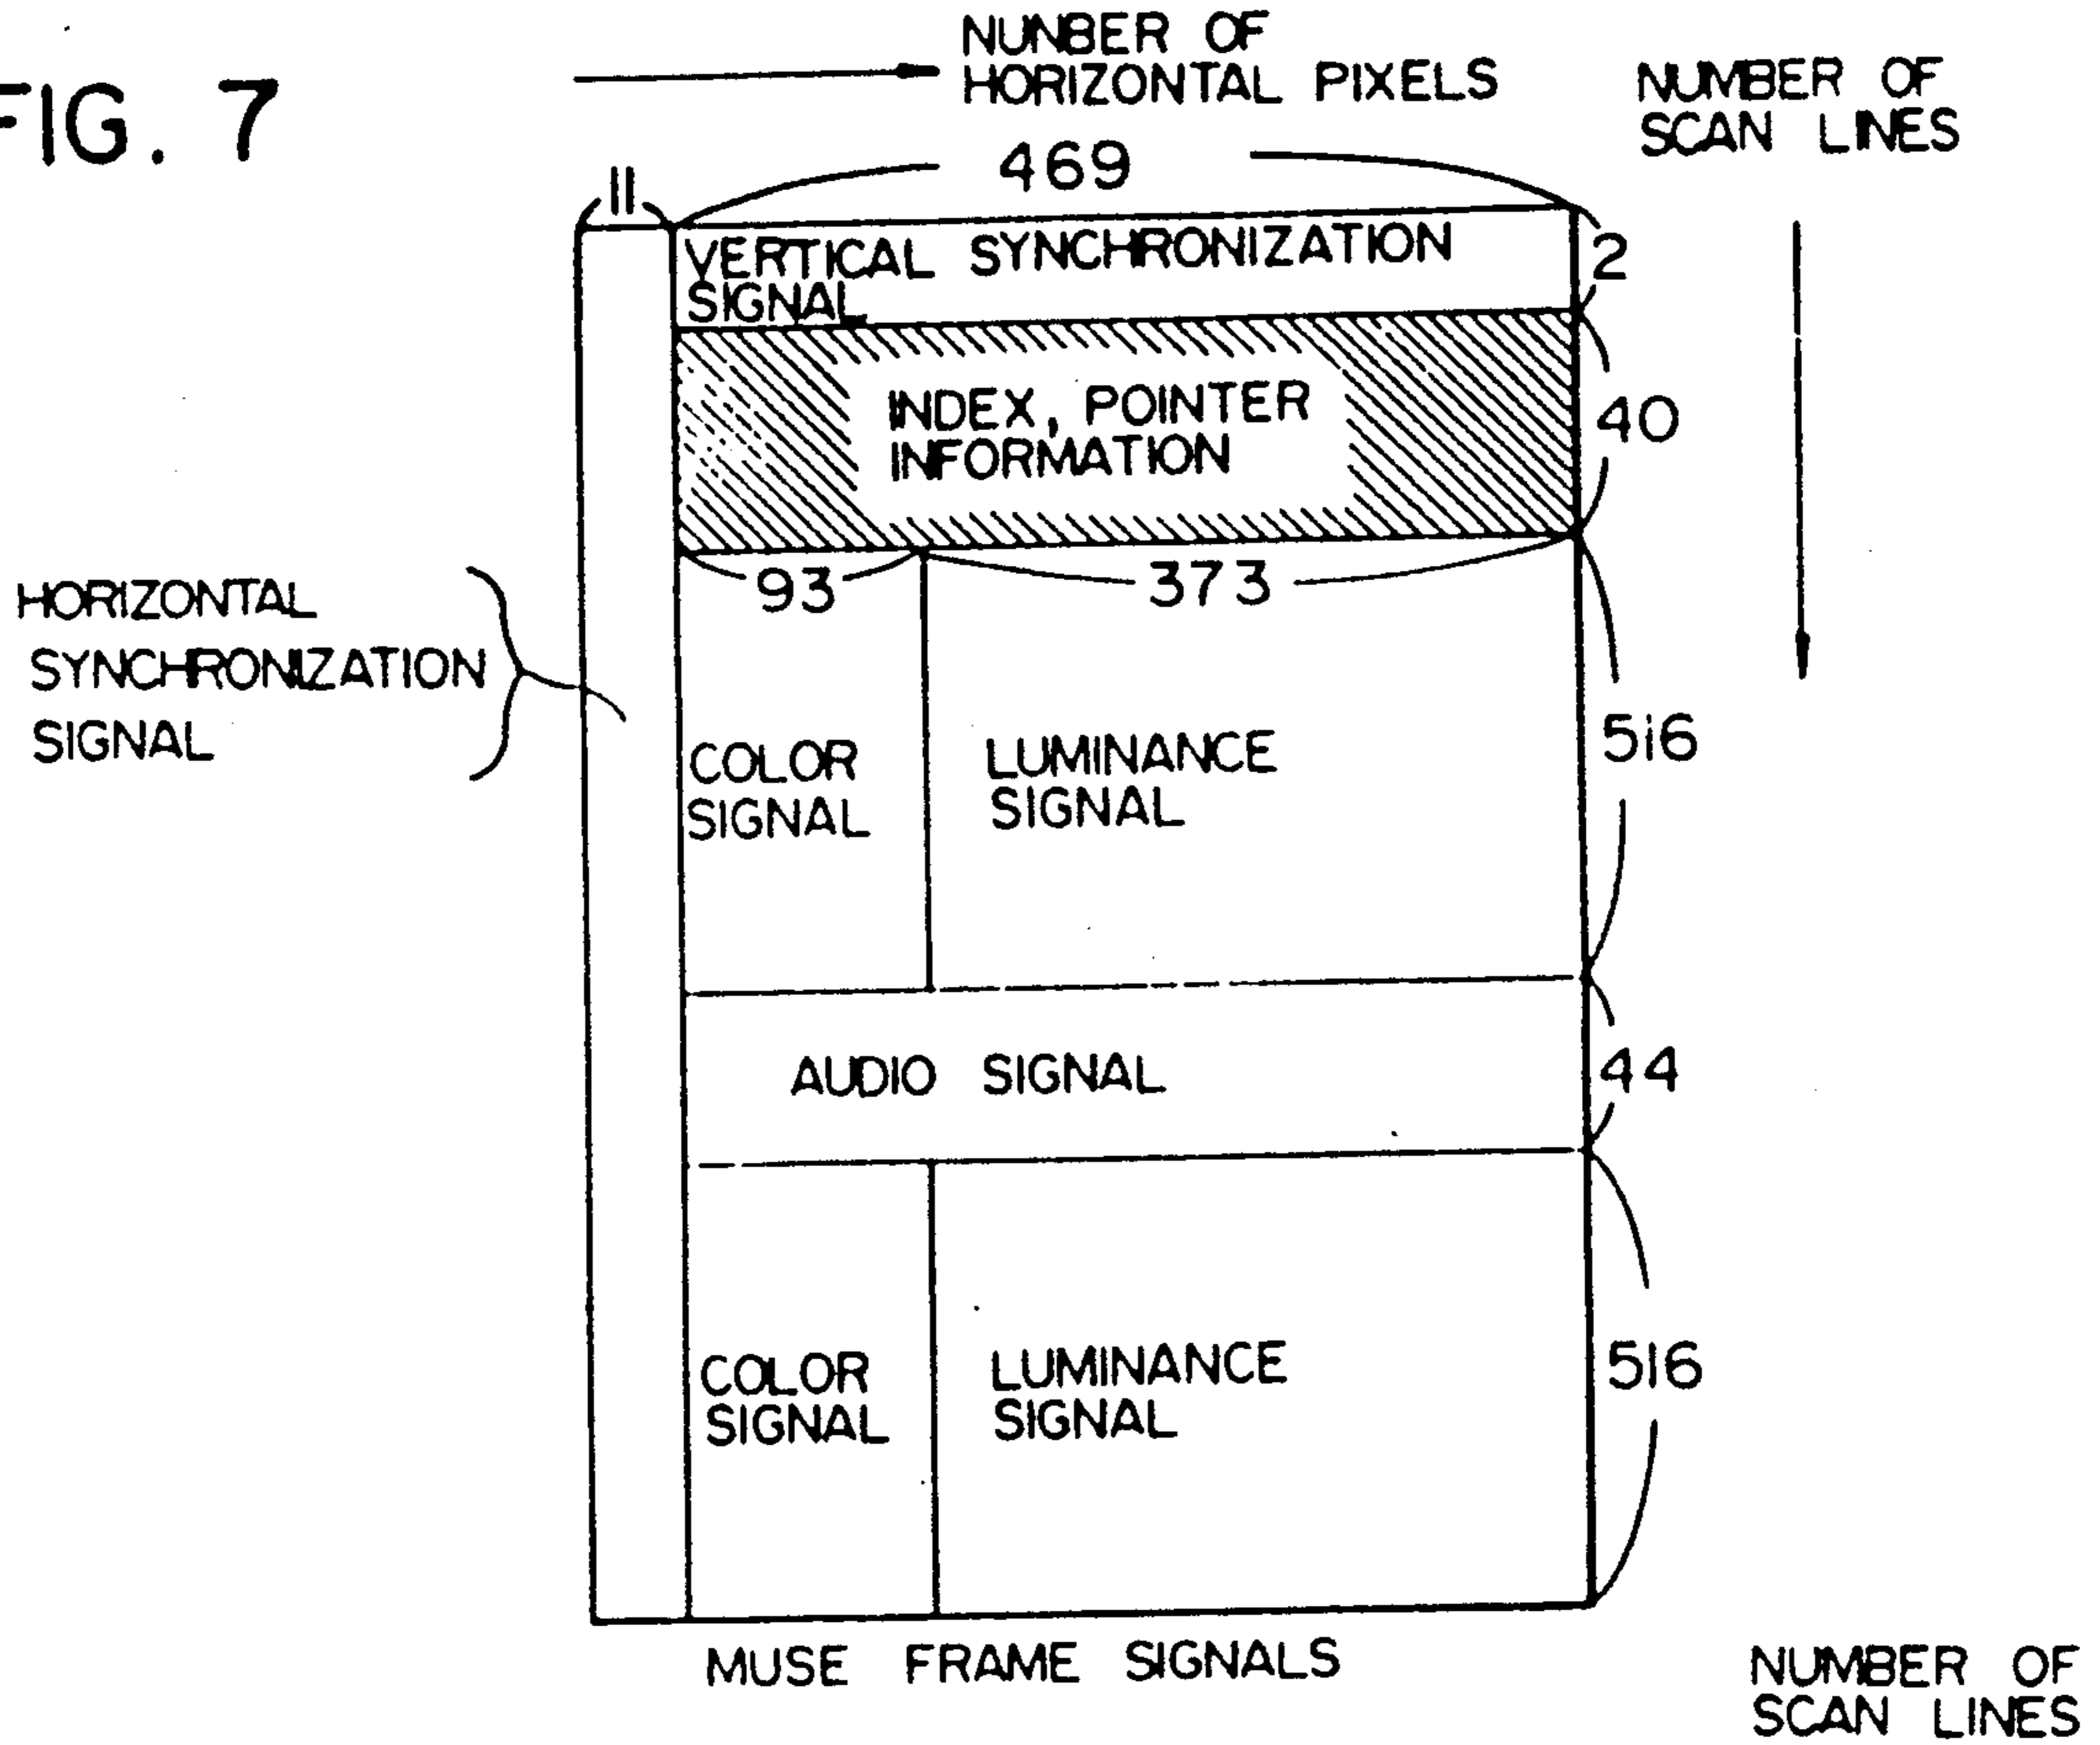 FIG. 7
NUNBER OF
HORIZONTAL PIXELS
NUMBER OF
SCAN LINES
469
11
VERTICAL SYNCHRONIZATION
SIGNAL
2
INDEX, POINTER
INFORMATION
40
93
373
HORIZONTAL
SYNCHRONIZATION
SIGNAL
COLOR
SIGNAL
LUMINANCE
SIGNAL
516
AUDIO SIGNAL
44
COLOR
SIGNAL
LUMINANCE
SIGNAL
516
MUSE FRAME SIGNALS
NUMBER OF
SCAN LINES